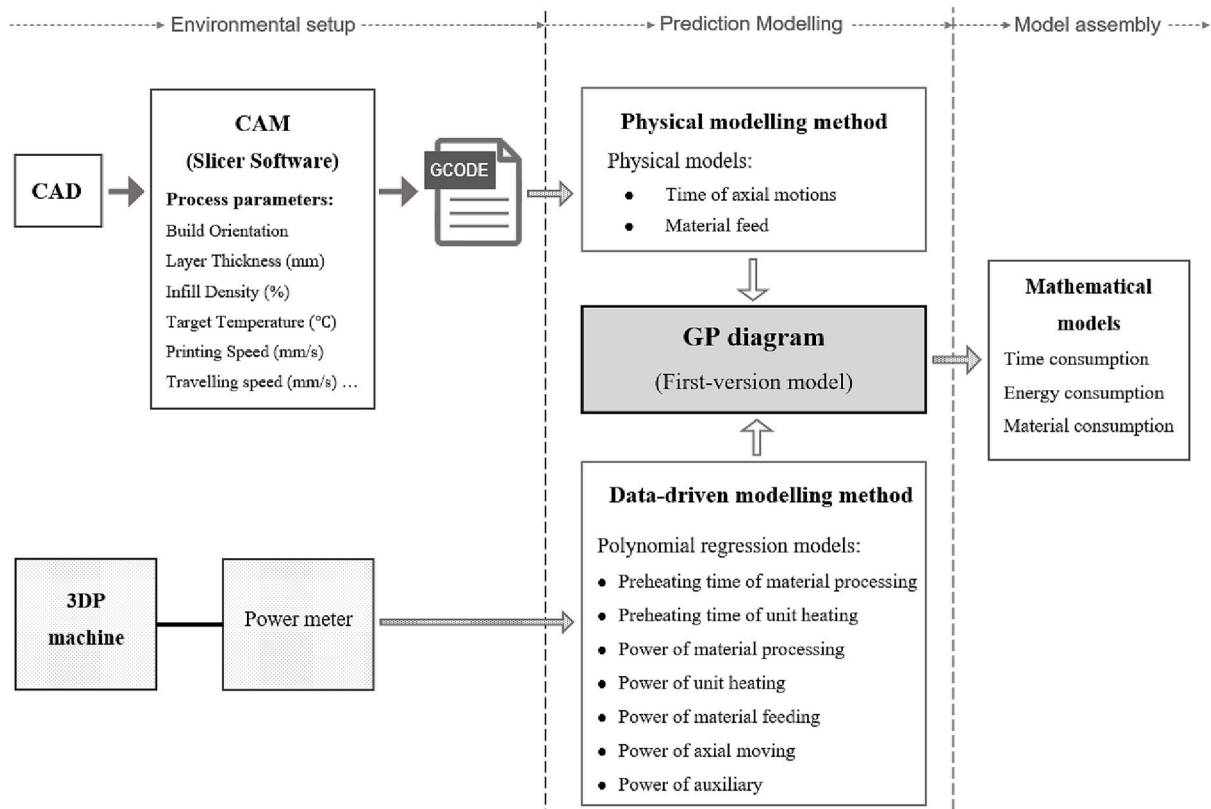 Environmental setup
Prediction Modelling
Model assembly
CAD
CAM
(Slicer Software)
Process parameters:
Build Orientation
Layer Thickness (mm)
Infill Density (%)
Target Temperature (℃)
Printing Speed (mm/s)
Travelling speed (mm/s) …
GCODE
Physical modelling method
Physical models:
● Time of axial motions
● Material feed
GP diagram
(First-version model)
Mathematical
models
Time consumption
Energy consumption
Material consumption
3DP
machine
Power meter
Data-driven modelling method
Polynomial regression models:
● Preheating time of material processing
● Preheating time of unit heating
● Power of material processing
● Power of unit heating
● Power of material feeding
● Power of axial moving
● Power of auxiliary